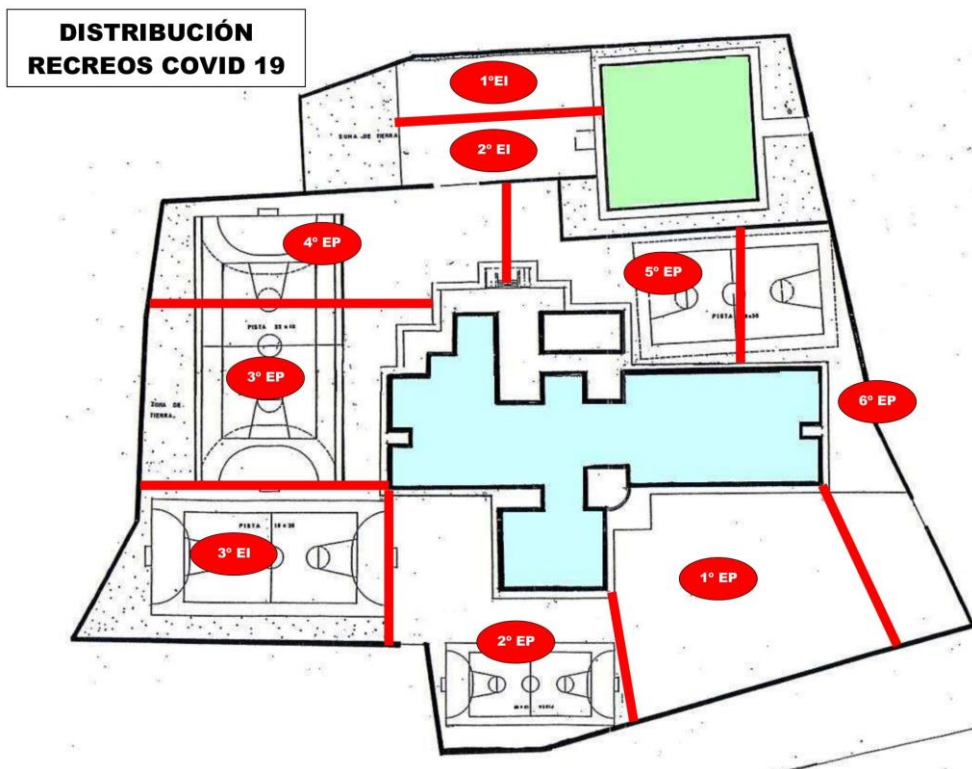 DISTRIBUCIÓN
RECREOS COVID 19
1ºEI
ZONA DE TIERRA
2º EI
4º EP
5º EP
PISTA
PISTA
3º EP
ZONA DE
TIERRA.
6º EP
PISTA
3º EI
1º EP
2º EP
PISTA